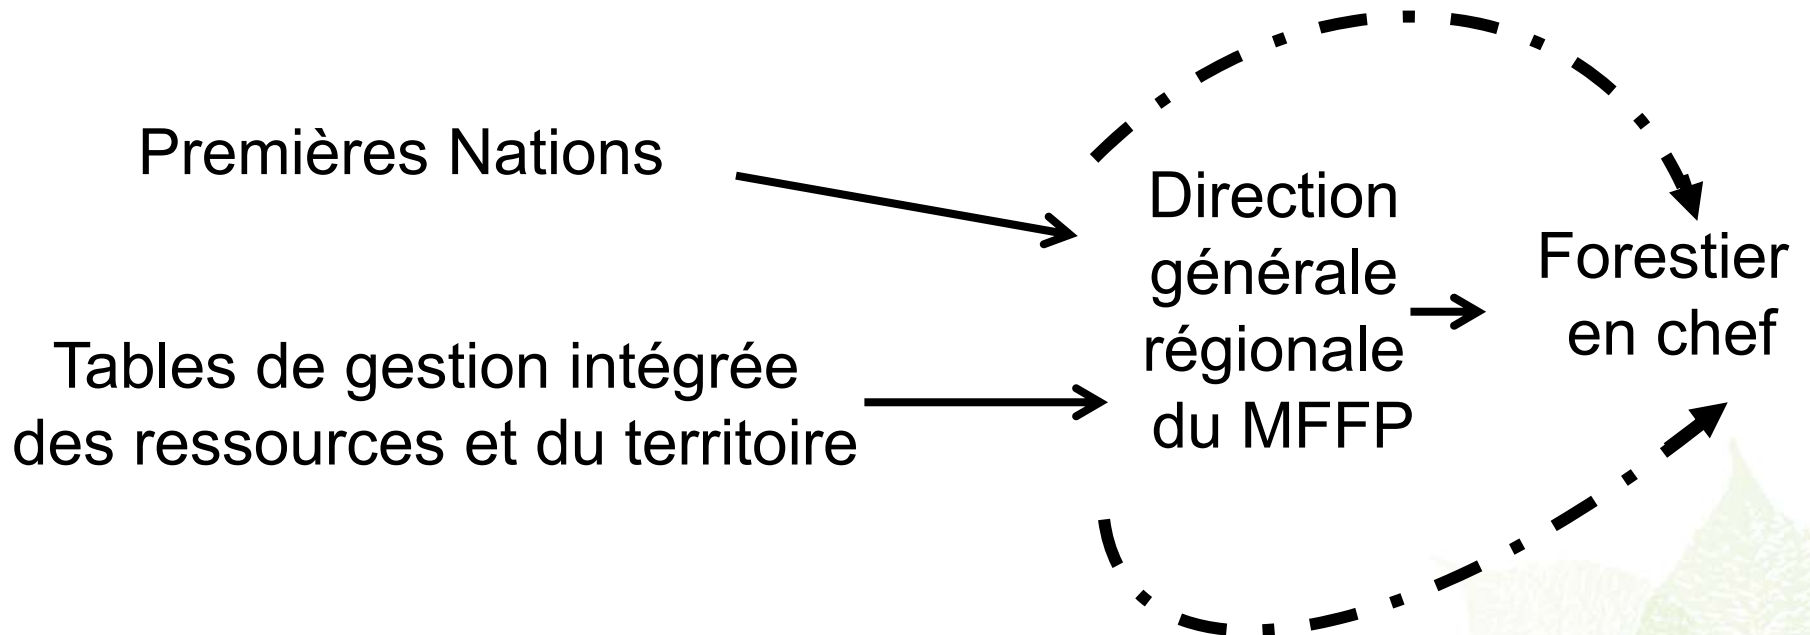 Premières Nations
Tables de gestion intégrée
des ressources et du territoire
Direction
générale
régionale
du MFFP
Forestier
en chef